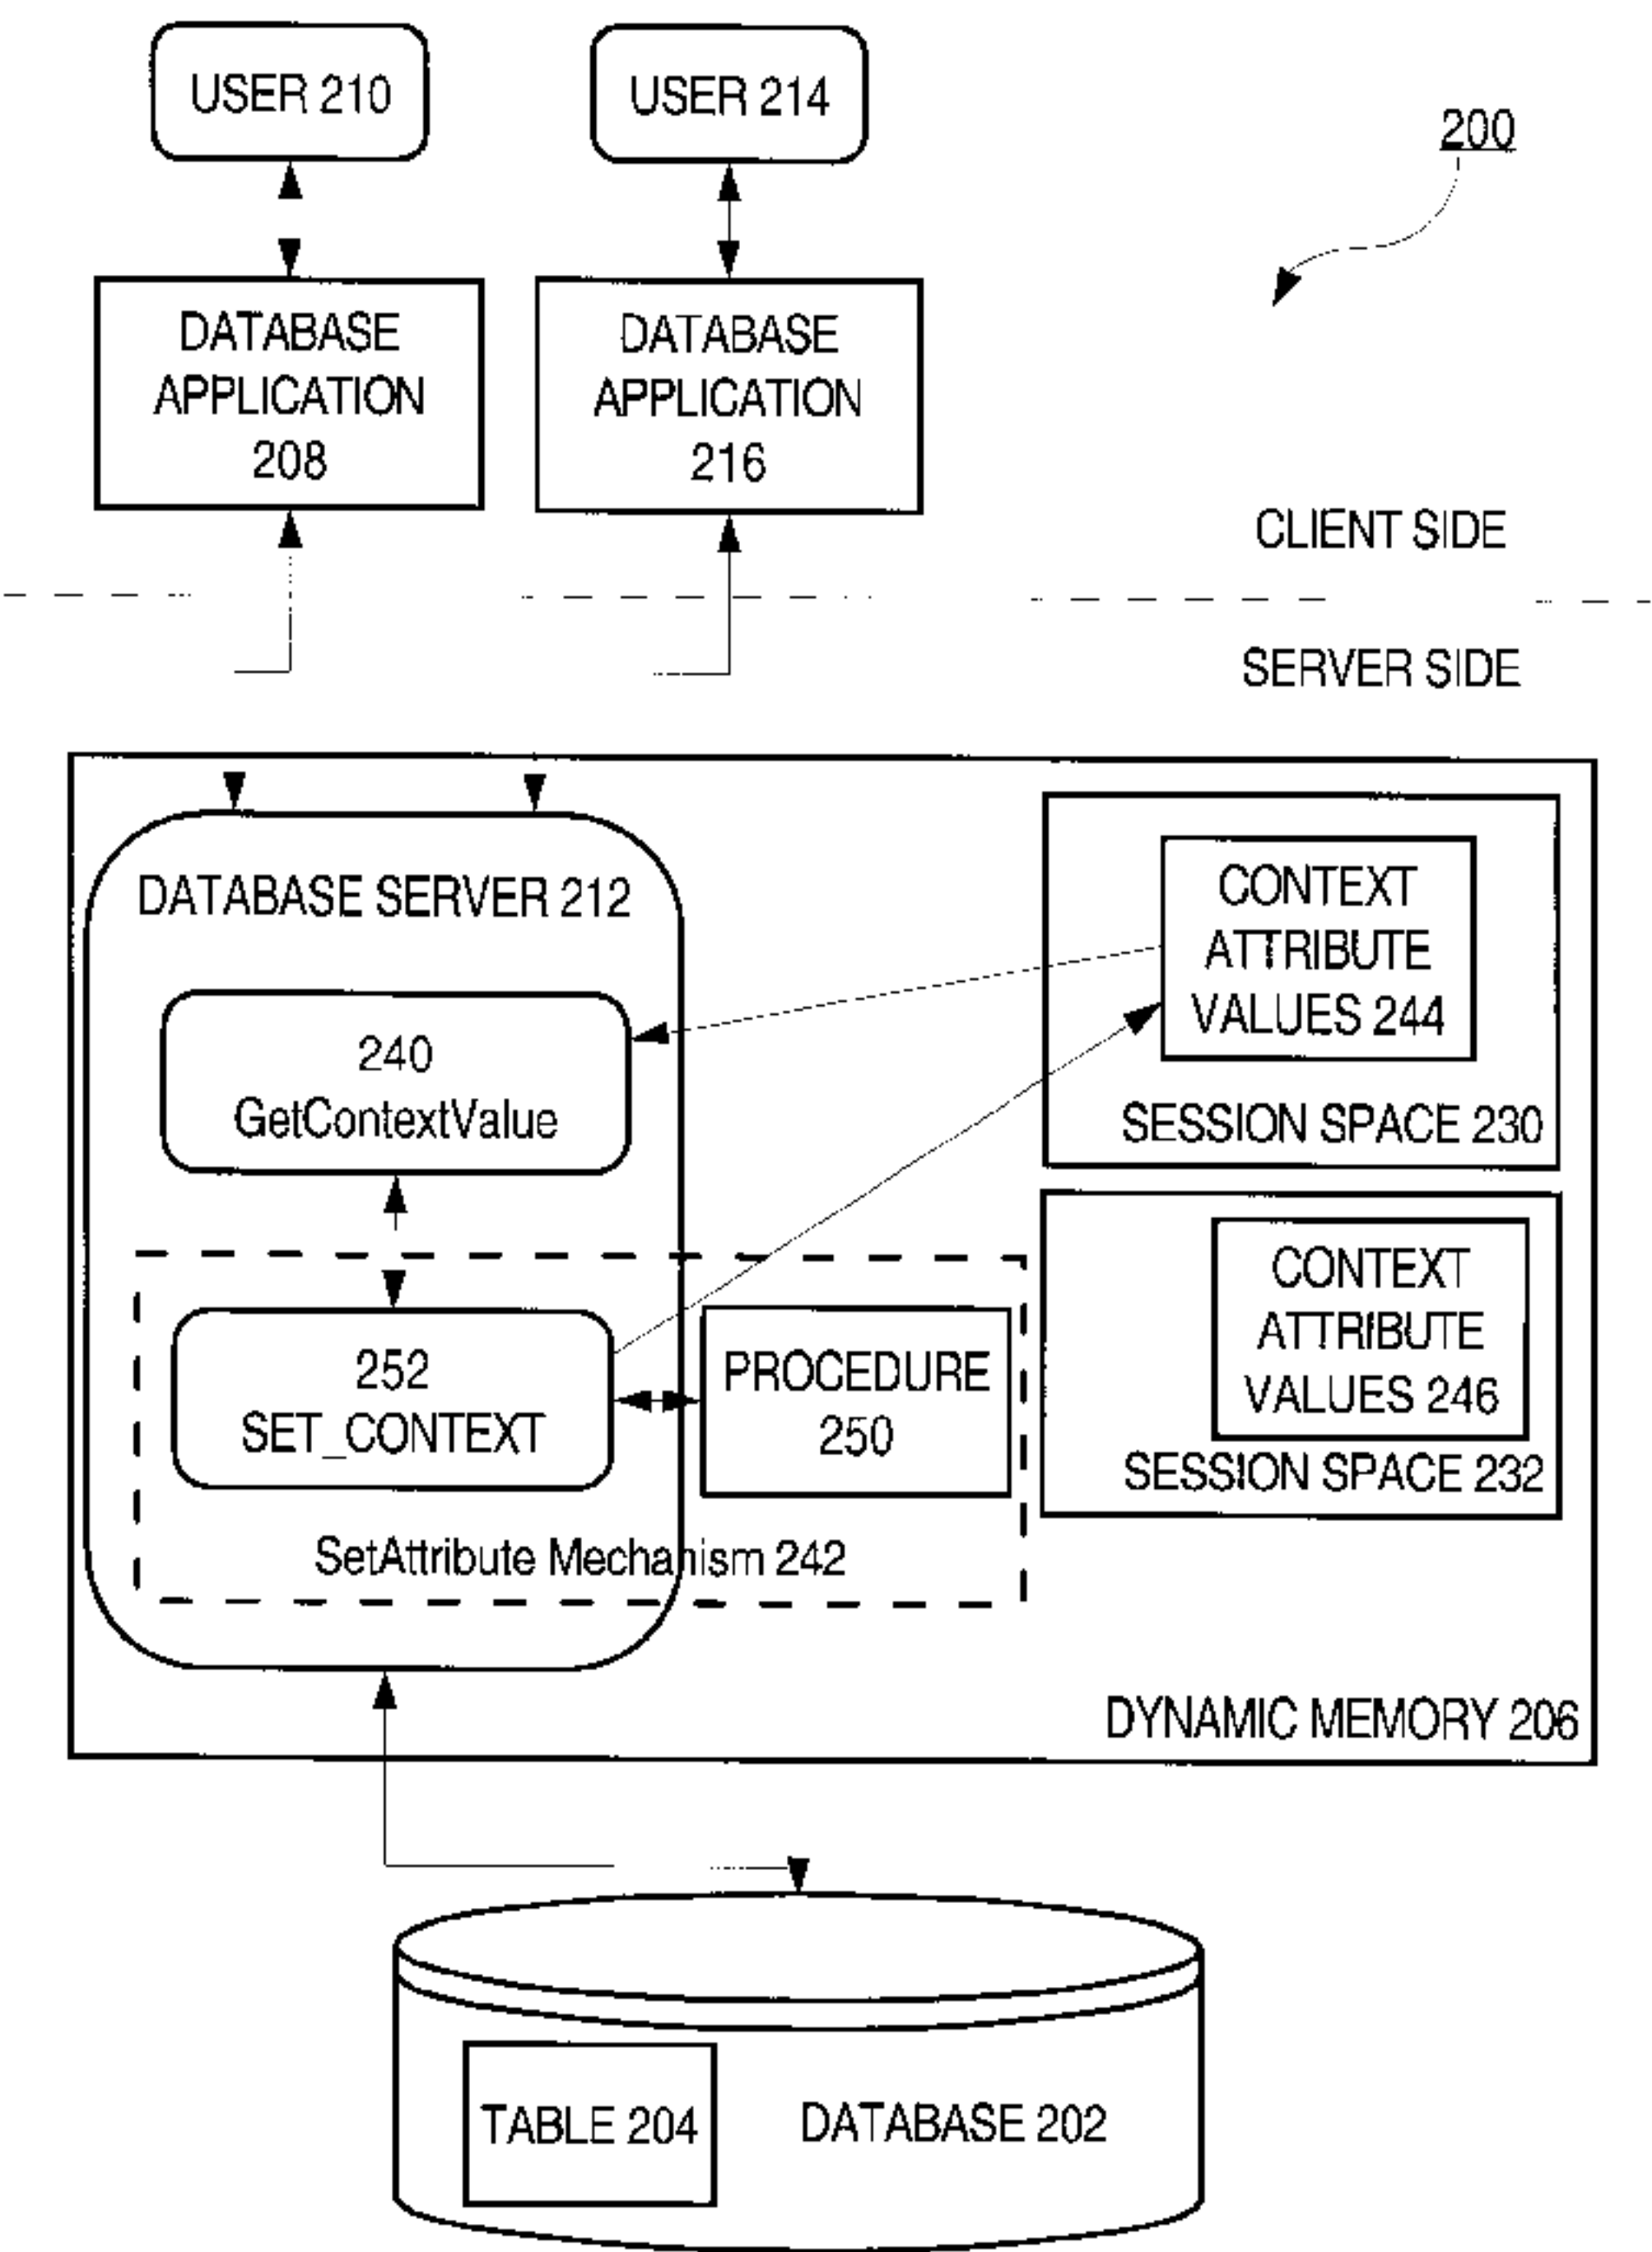 USER 210
USER 214
200
DATABASE
APPLICATION
208
DATABASE
APPLICATION
216
CLIENT SIDE
SERVER SIDE
DATABASE SERVER 212
CONTEXT
ATTRIBUTE
VALUES 244
SESSION SPACE 230
240
GetContextValue
CONTEXT
ATTRIBUTE
VALUES 246
SESSION SPACE 232
252
SET_CONTEXT
PROCEDURE
250
SetAttribute Mechanism 242
DYNAMIC MEMORY 206
TABLE 204
DATABASE 202